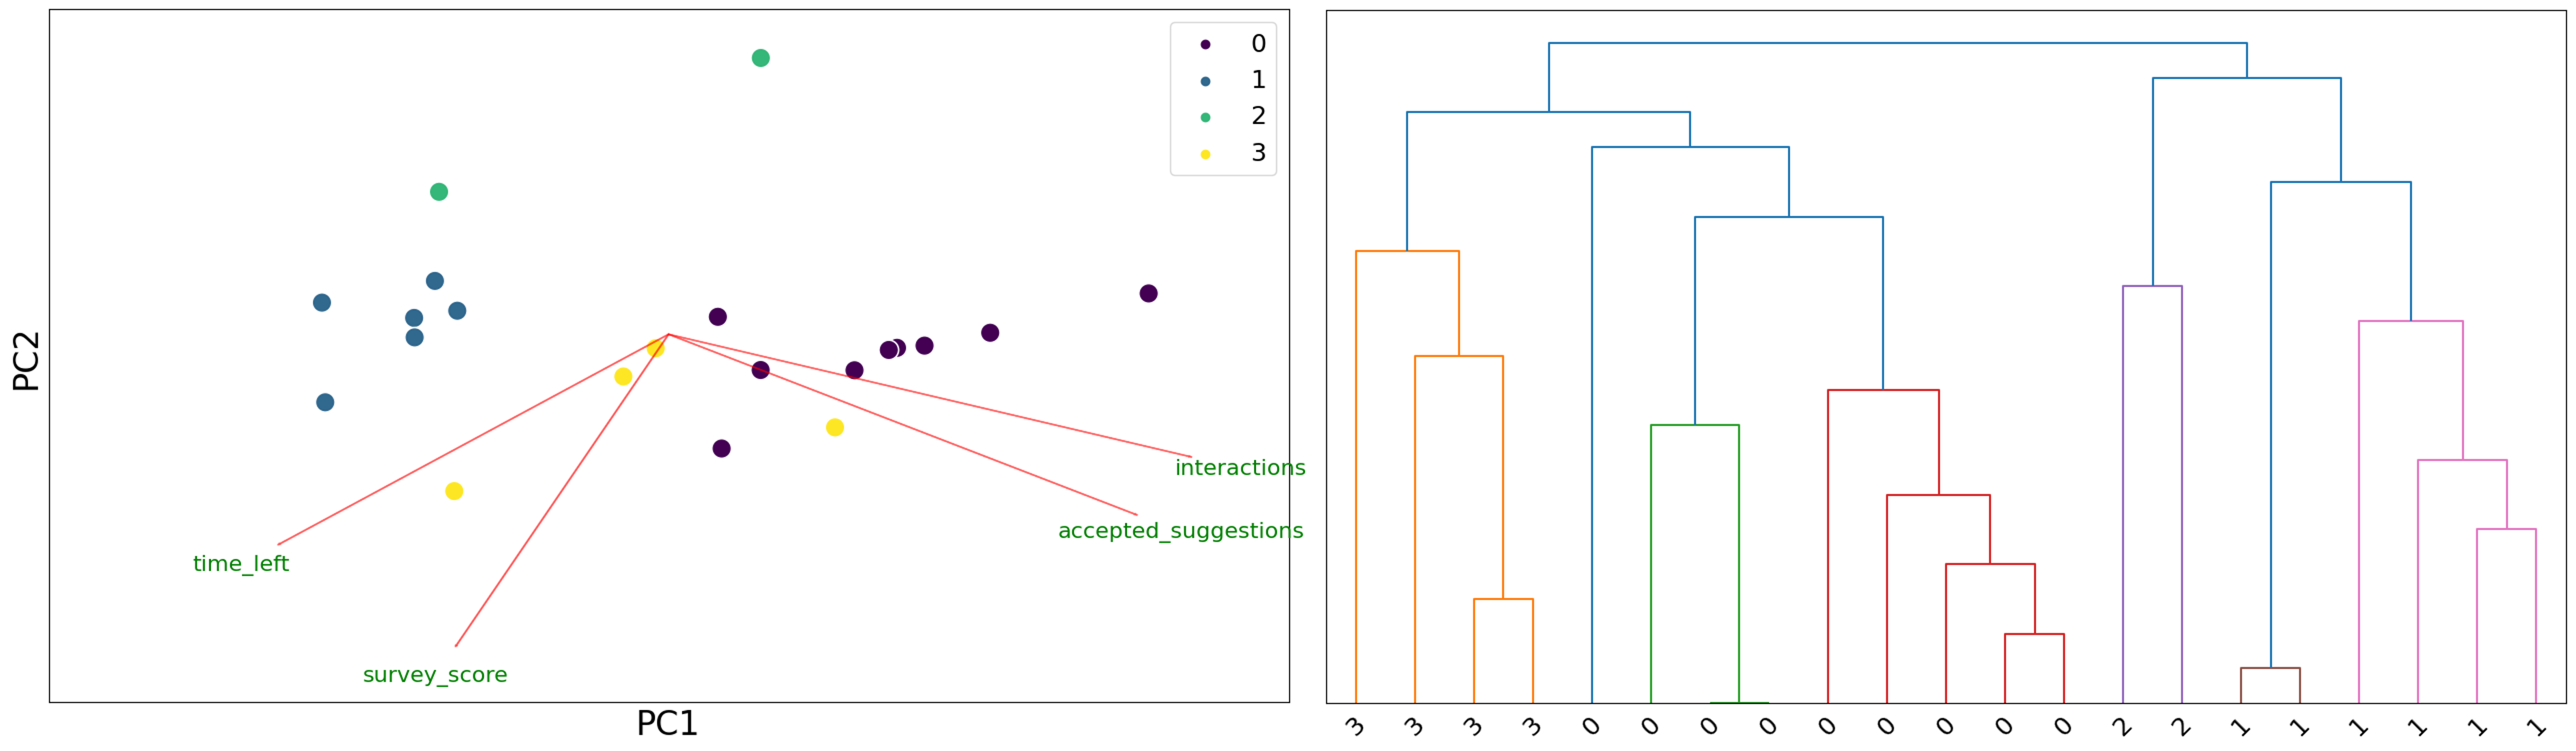 0
1
2
3
PC2
interactions
accepted_suggestions
time_left
survey_score
PC1
3 3 3 3 0 0 0 0 0 0 0 0 0 2 2 1 1 1 1 1 1